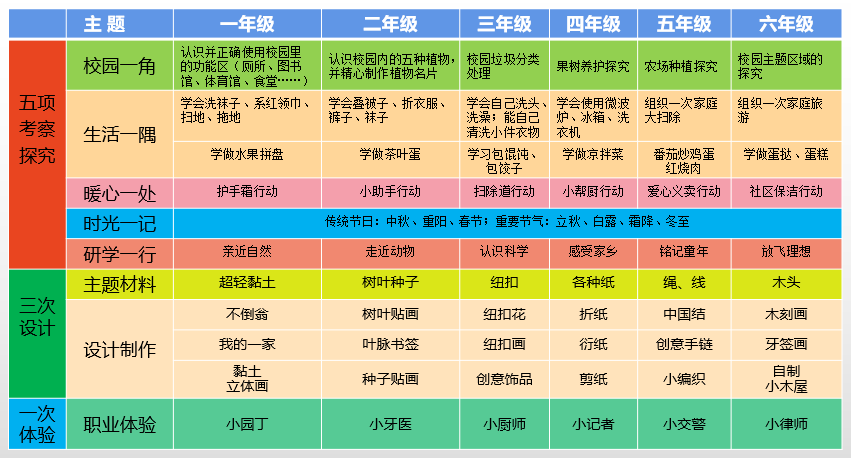 主 题
一年级
二年级
三年级
四年级
五年级
六年级
五项
考察
探究
校园一角
认识并正确使用校园里
的功能区（厕所、图书
馆、体育馆、食堂……）
认识校园内的五种植物，
并精心制作植物名片
校园垃圾分类
处理
果树养护探究
农场种植探究
校园主题区域的
探究
生活一隅
学会洗袜子、系红领巾、
扫地、拖地
学会叠被子、折衣服、
裤子、袜子
学会自己洗头、
洗澡；能自己
清洗小件衣物
学会使用微波
炉、冰箱、洗
衣机
组织一次家庭
大扫除
组织一次家庭旅
游
学做水果拼盘
学做茶叶蛋
学习包馄饨、
包饺子
学做凉拌菜
番茄炒鸡蛋
红烧肉
学做蛋挞、蛋糕
暖心一处
护手霜行动
小助手行动
扫除道行动
小帮厨行动
爱心义卖行动
社区保洁行动
时光一记
传统节日：中秋、重阳、春节；重要节气：立秋、白露、霜降、冬至
研学一行
亲近自然
走近动物
认识科学
感受家乡
铭记童年
放飞理想
三次
设计
主题材料
超轻黏土
树叶种子
纽扣
各种纸
绳、线
木头
设计制作
不倒翁
树叶贴画
纽扣花
折纸
中国结
木刻画
我的一家
叶脉书签
纽扣画
衍纸
创意手链
牙签画
黏土
立体画
种子贴画
创意饰品
剪纸
小编织
自制
小木屋
一次
体验
职业体验
小园丁
小牙医
小厨师
小记者
小交警
小律师